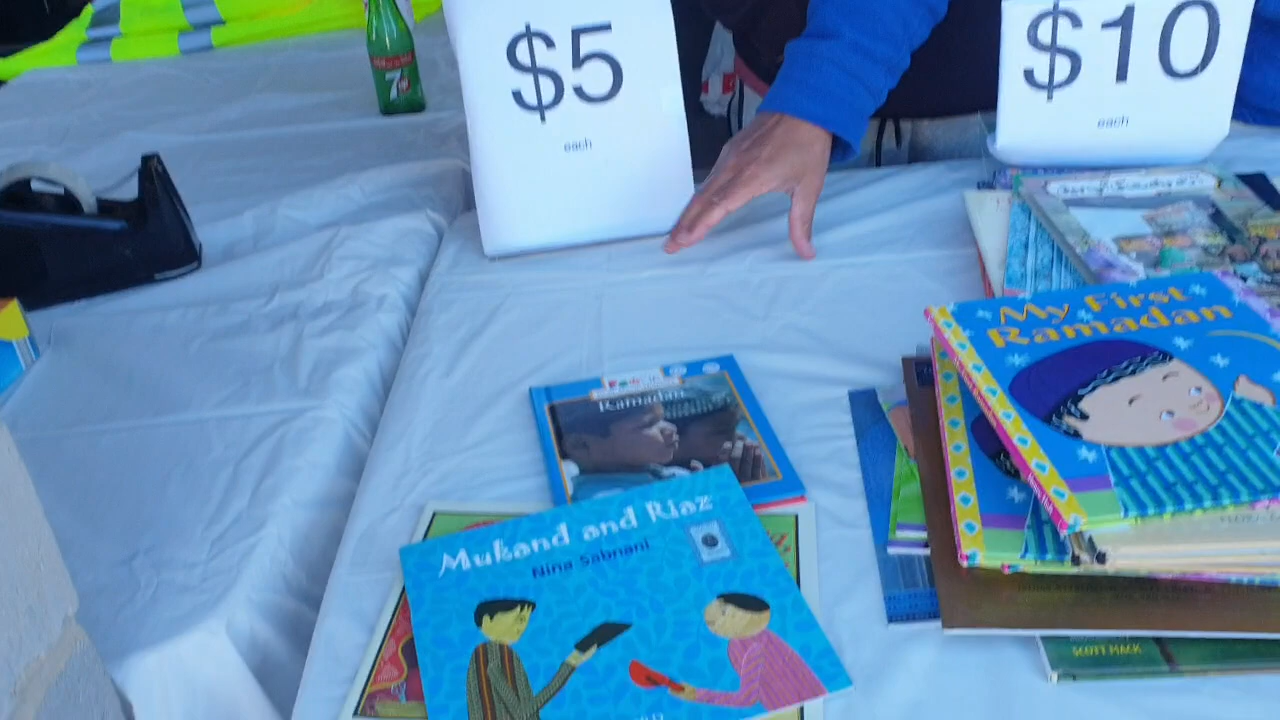 $5
each
$10
each
7
My First
Ramadan
Ramadan
Mukand and Riaz
Nina Sabnani
SCOTT MACK